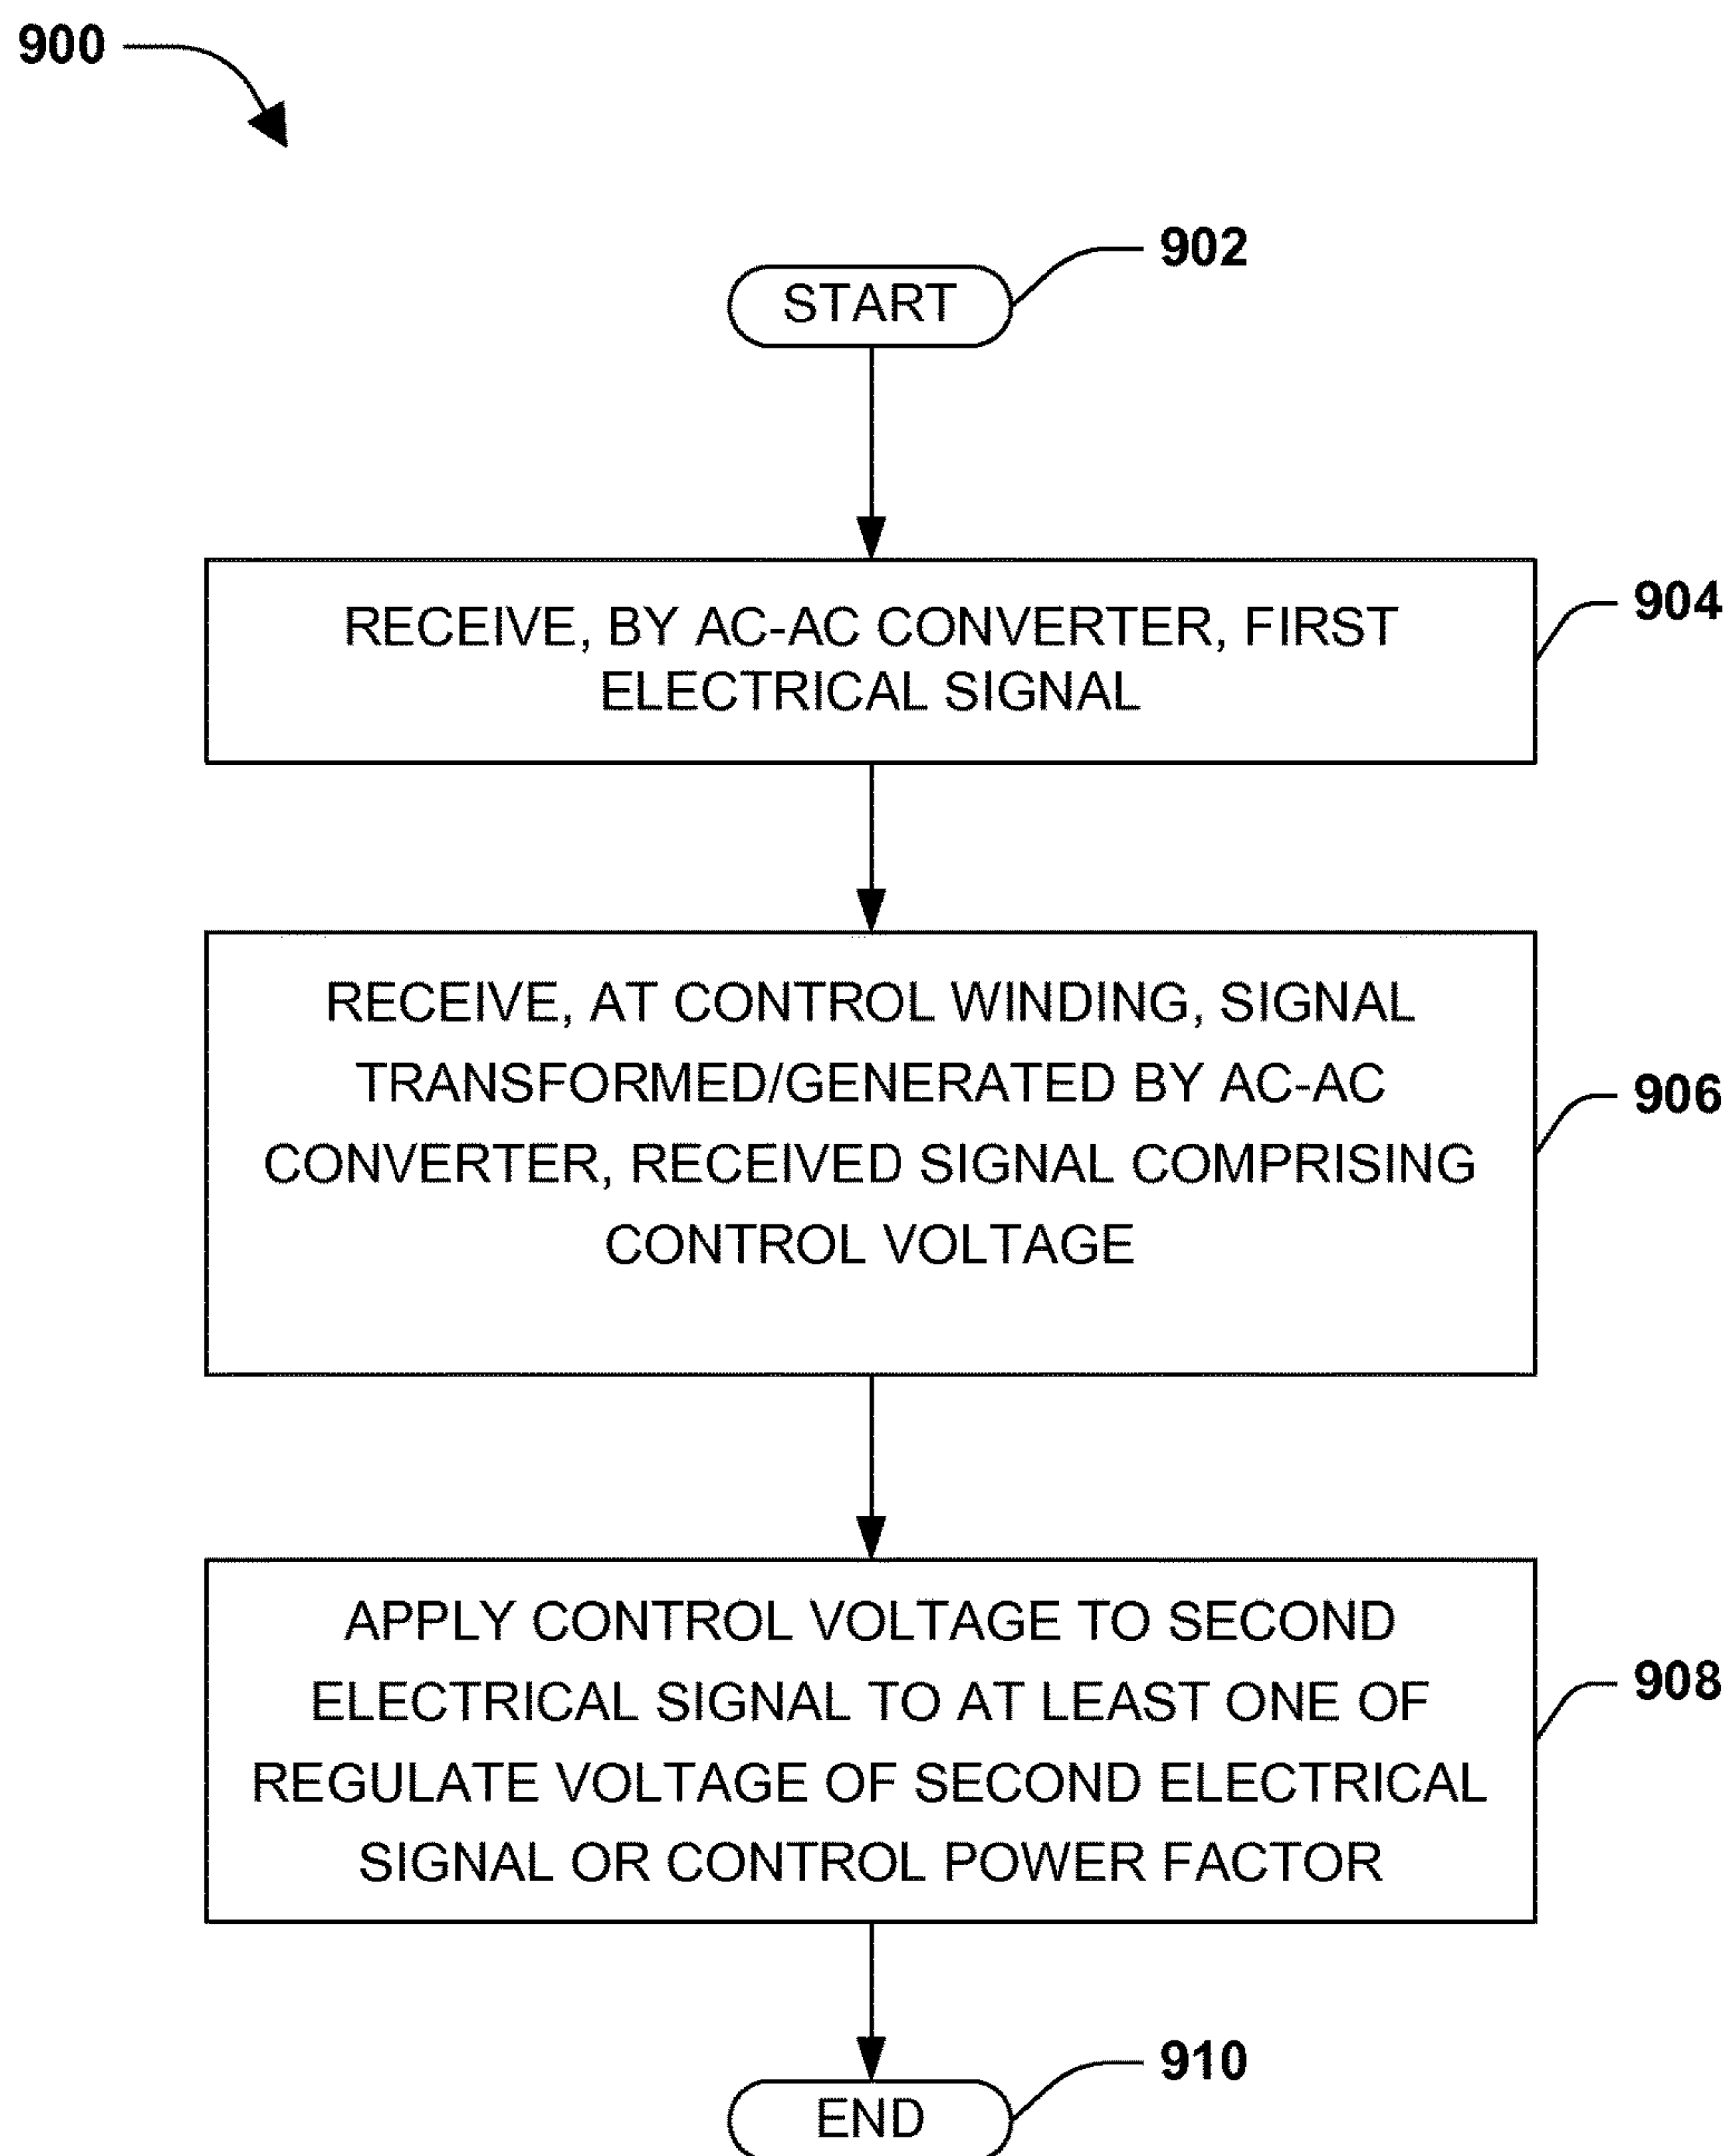 900
902
START
904
RECEIVE, BY AC-AC CONVERTER, FIRST
ELECTRICAL SIGNAL
RECEIVE, AT CONTROL WINDING, SIGNAL
TRANSFORMED/GENERATED BY AC-AC
906
CONVERTER, RECEIVED SIGNAL COMPRISING
CONTROL VOLTAGE
APPLY CONTROL VOLTAGE TO SECOND
ELECTRICAL SIGNAL TO AT LEAST ONE OF
908
REGULATE VOLTAGE OF SECOND ELECTRICAL
SIGNAL OR CONTROL POWER FACTOR
910
END